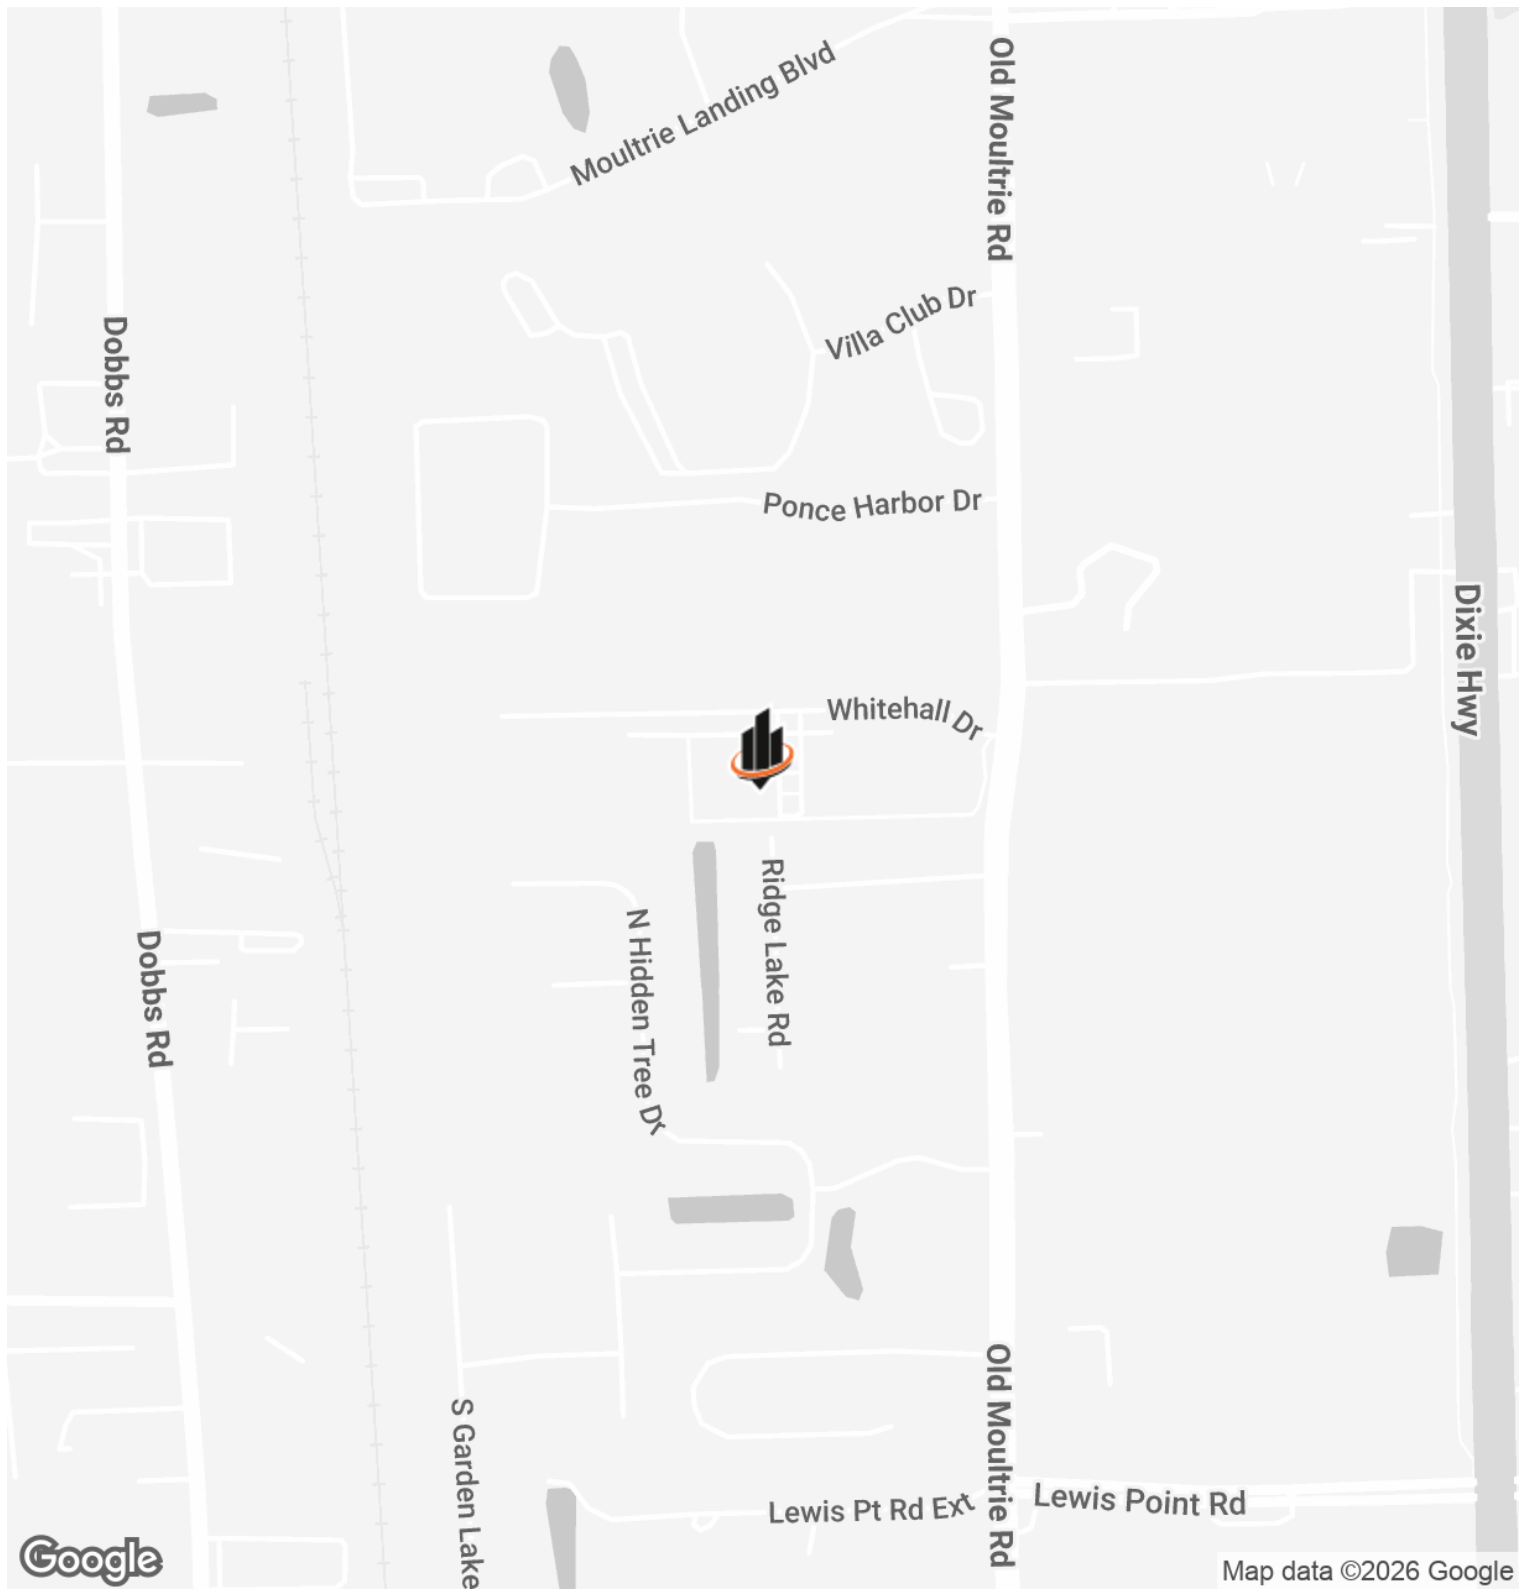 Moultrie Landing Blvd
Old Moultrie Rd
Villa Club Dr
Dobbs Rd
Ponce Harbor Dr
Dixie Hwy
Whitehall Dr
Ridge Lake Rd
N Hidden Tree Dr
Dobbs Rd
Old Moultrie Rd
S Garden Lake
Lewis Pt Rd Ext
Lewis Point Rd
Google
Map data ©2026 Google